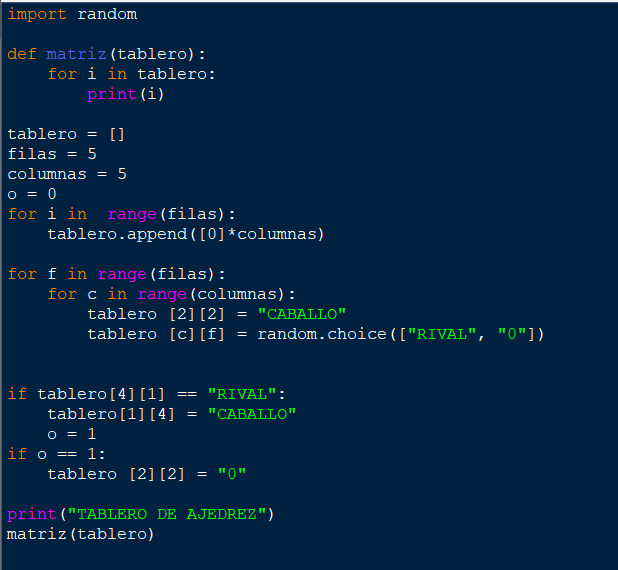 import random

def matriz(tablero):
    for i in tablero:
        print(i)

tablero = []
filas = 5
columnas = 5
o = 0
for i in  range(filas):
    tablero.append([0]*columnas)

for f in range(filas):
    for c in range(columnas):
        tablero [2][2] = "CABALLO"
        tablero [c][f] = random.choice(["RIVAL", "0"])


if tablero[4][1] == "RIVAL":
    tablero[1][4] = "CABALLO"
    o = 1
if o == 1:
    tablero [2][2] = "0"

print("TABLERO DE AJEDREZ")
matriz(tablero)